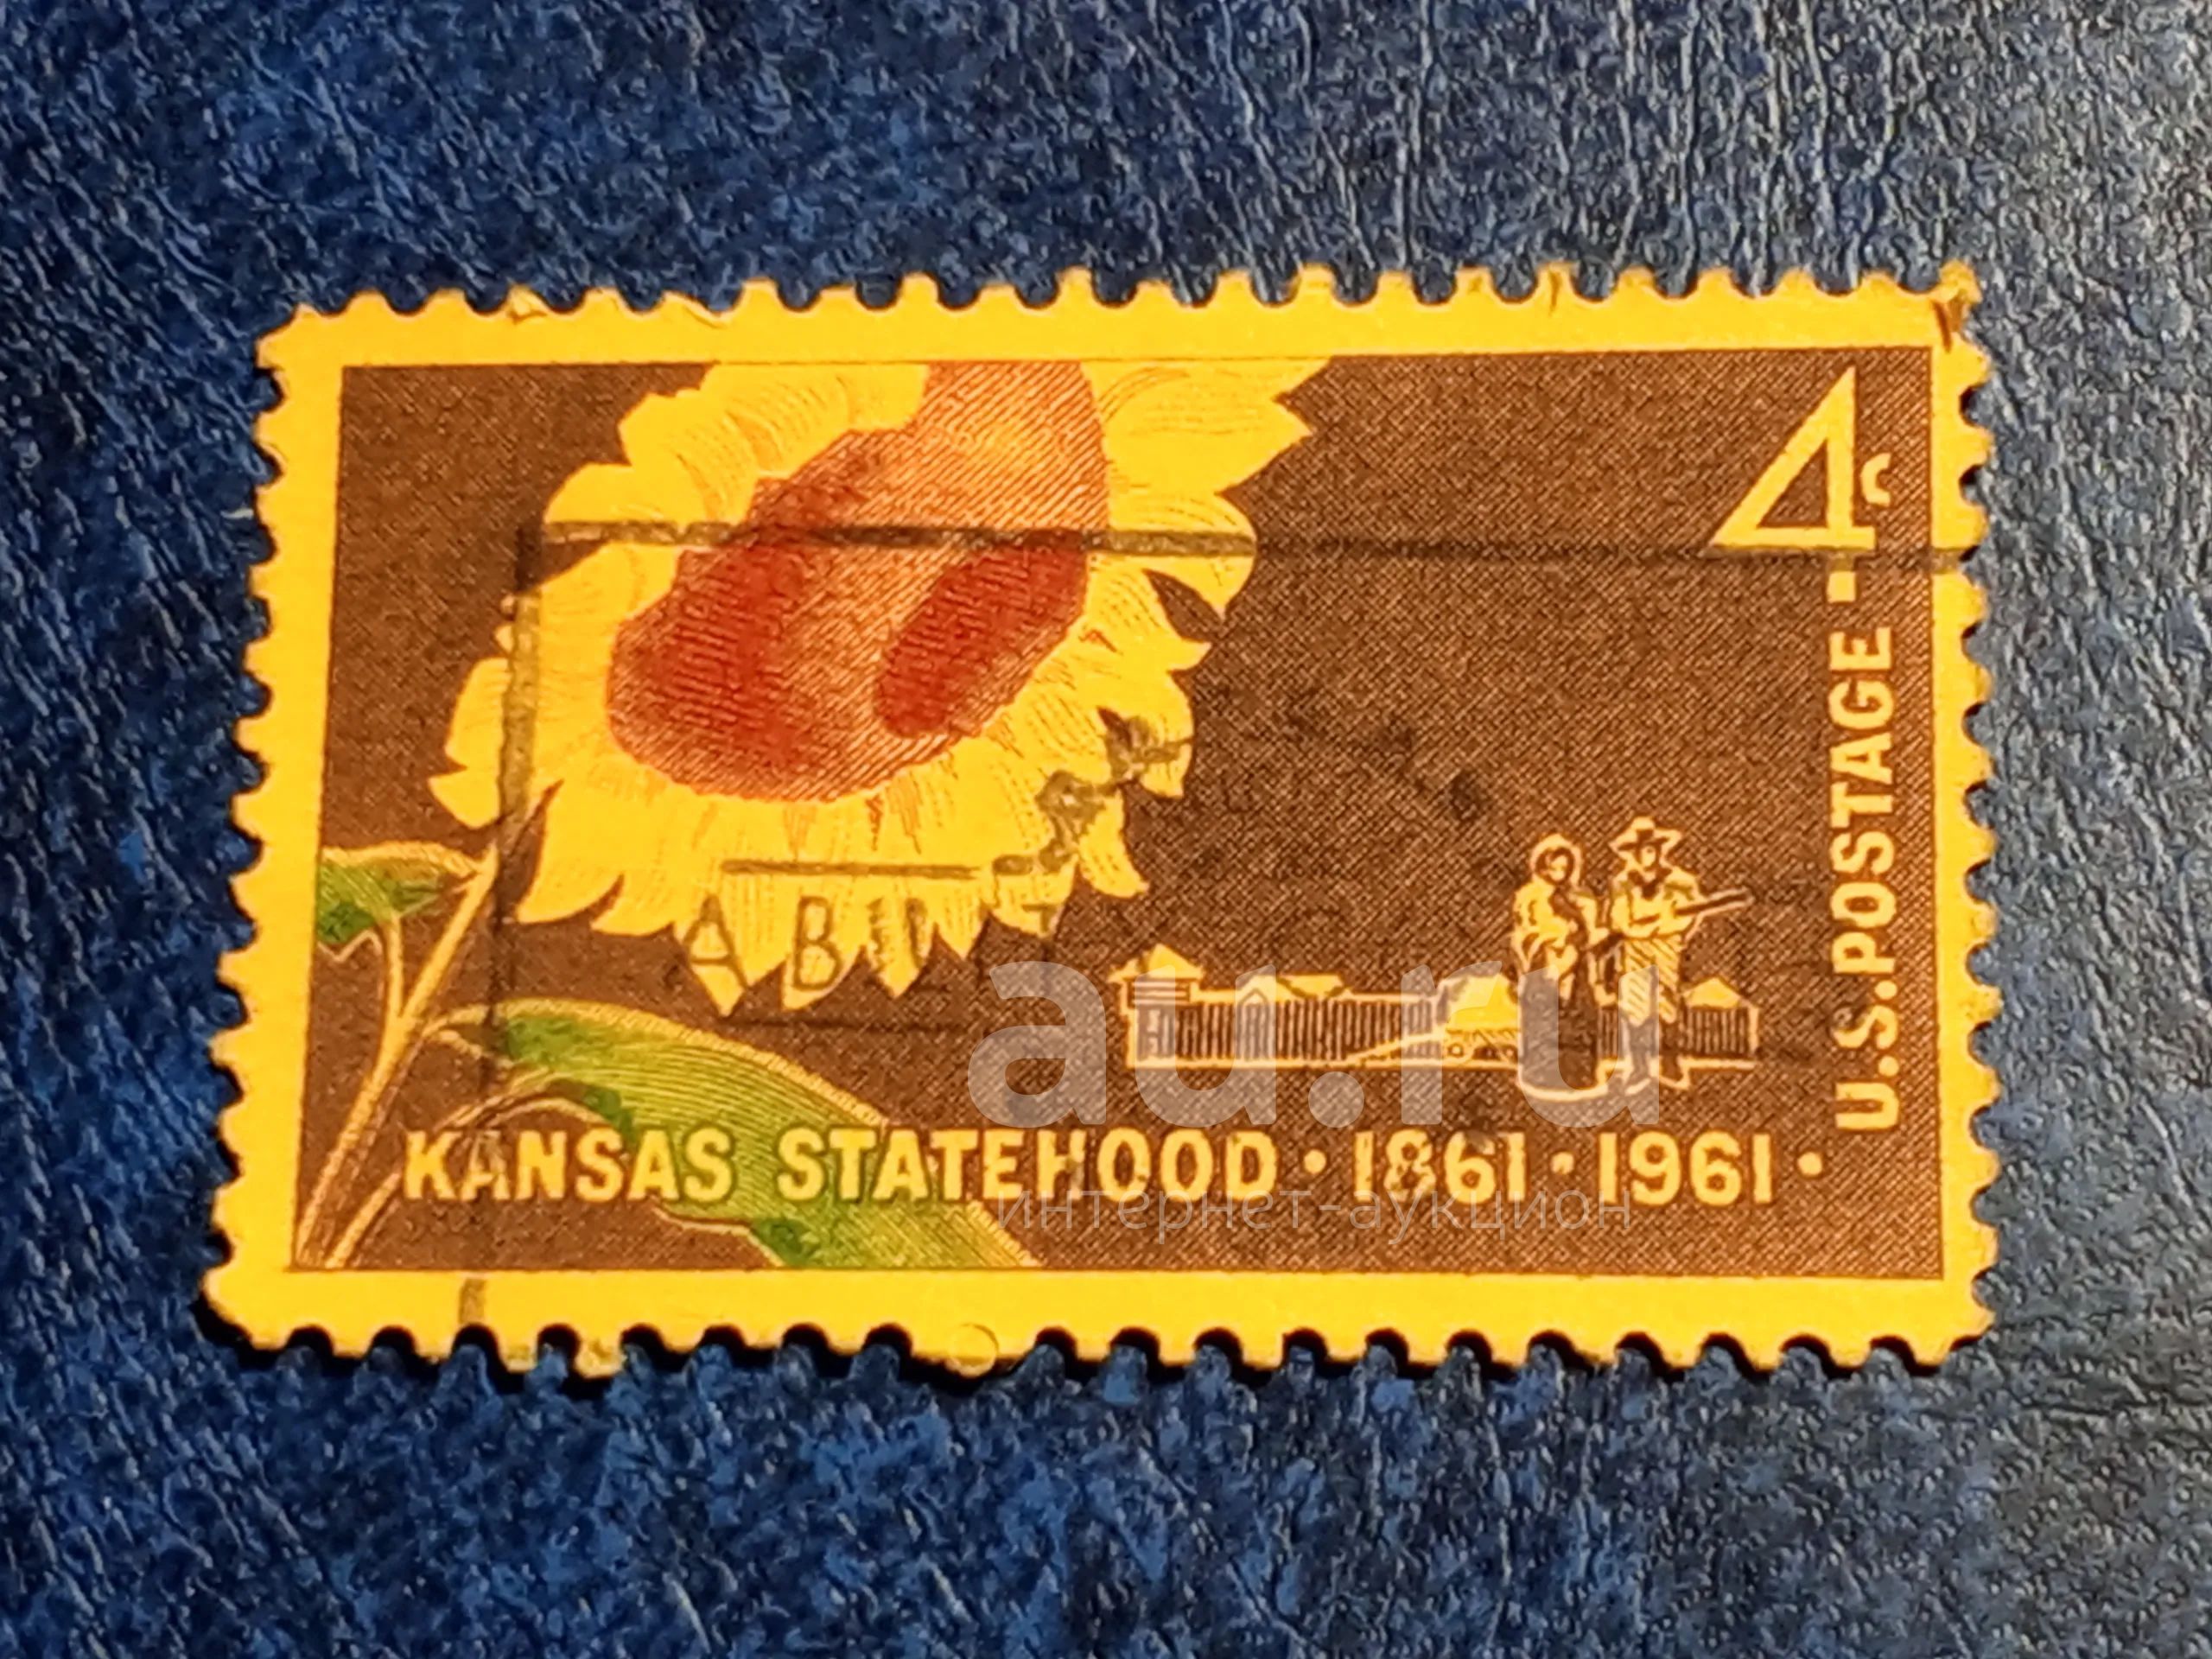 4c
U.S.POSTAGE
KANSAS STATEHOOD · 1861 · 1961 ·
au.ru
интернет-аукцион